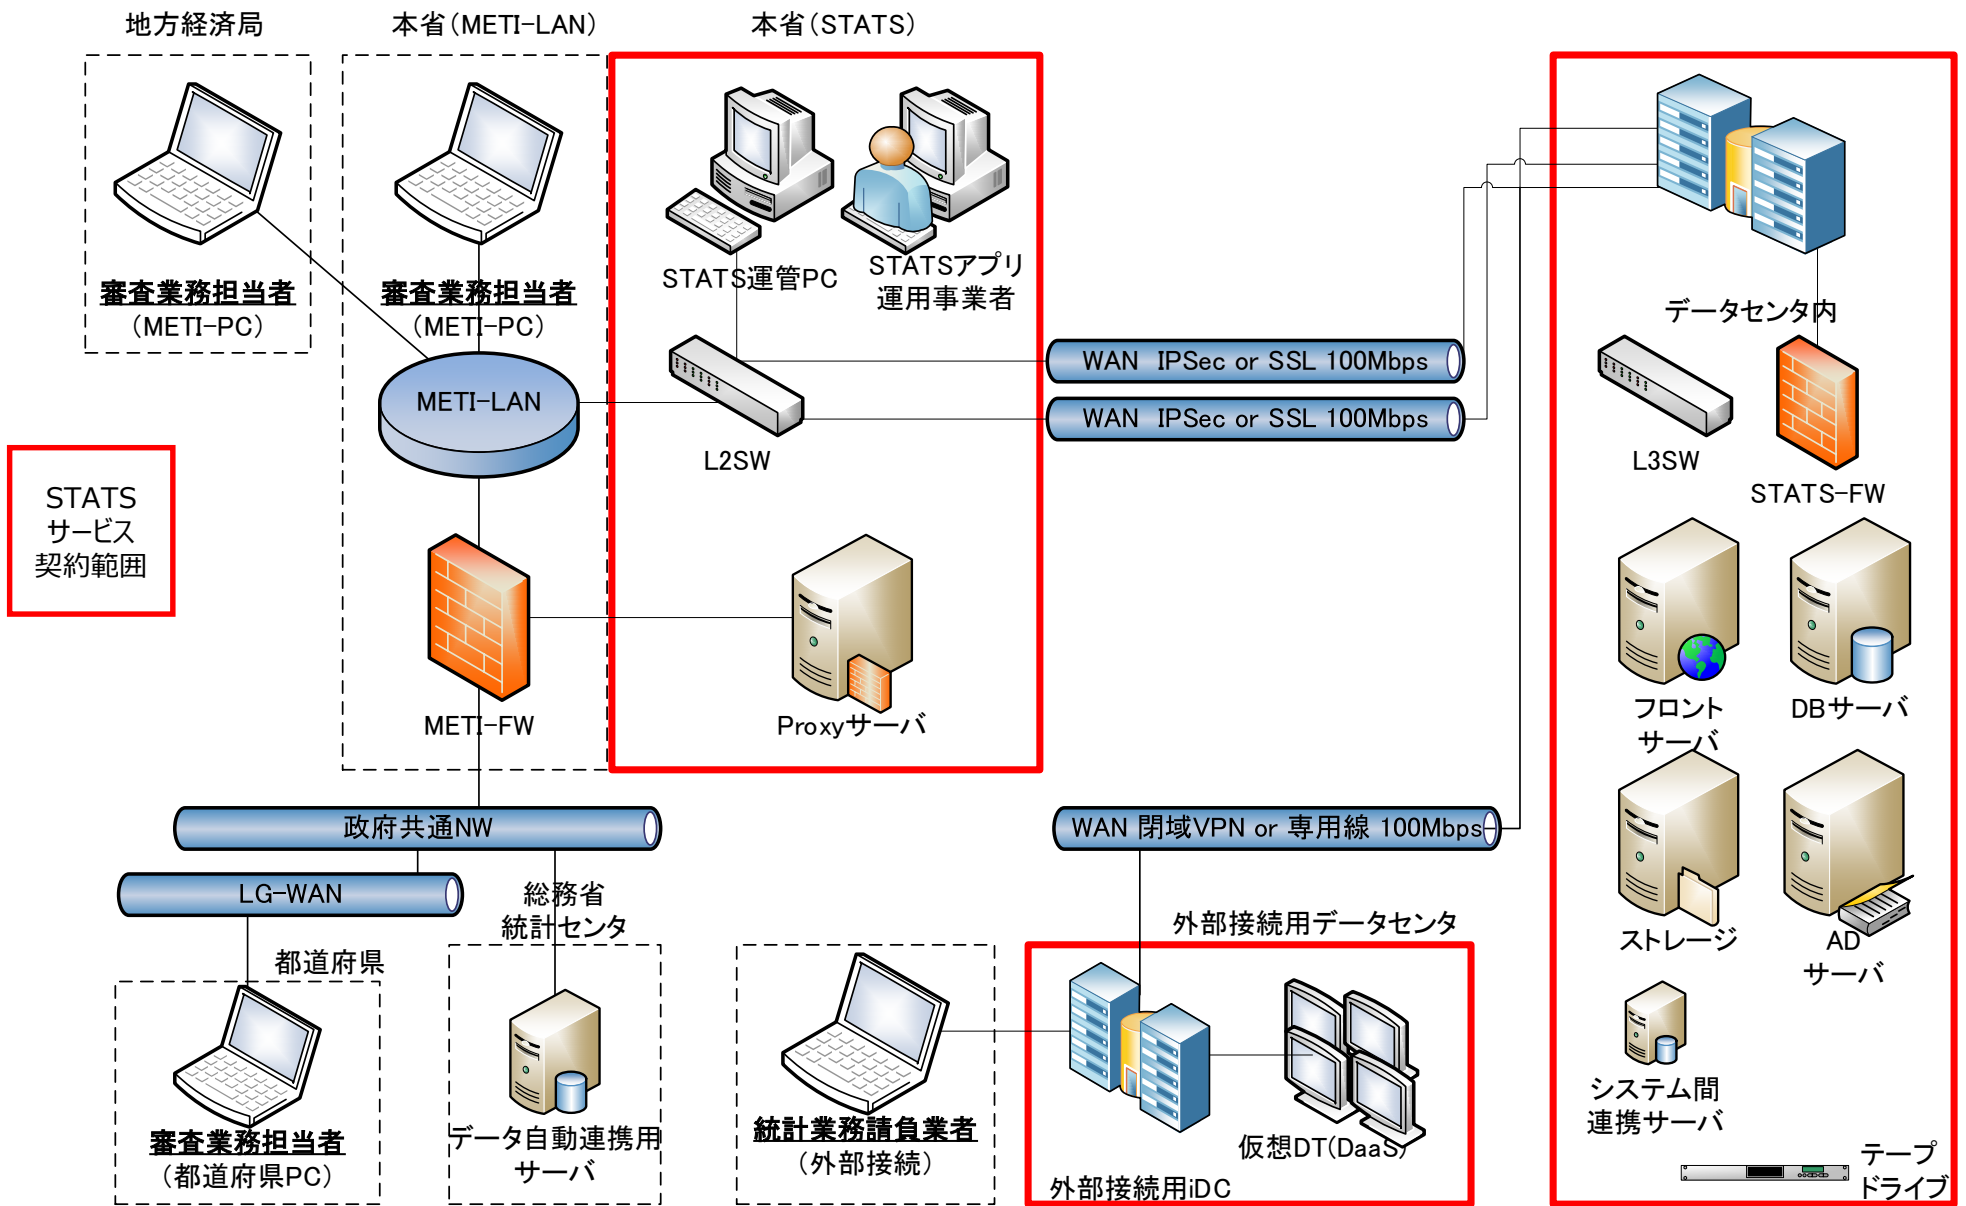 地方経済局
本省（METI-LAN）
本省（STATS）
審査業務担当者
（METI-PC）
審査業務担当者
（METI-PC）
STATS運管PC
STATSアプリ
運用事業者
METI-LAN
L2SW
WAN IPSec or SSL 100Mbps
WAN IPSec or SSL 100Mbps
データセンタ内
L3SW
STATS-FW
STATS
サービス
契約範囲
METI-FW
Proxyサーバ
フロント
サーバ
DBサーバ
政府共通NW
LG-WAN
総務省
統計センタ
WAN 閉域VPN or 専用線 100Mbps
ストレージ
AD
サーバ
都道府県
外部接続用データセンタ
審査業務担当者
（都道府県PC）
データ自動連携用
サーバ
統計業務請負業者
（外部接続）
仮想DT(DaaS)
外部接続用iDC
システム間
連携サーバ
テープ
ドライブ